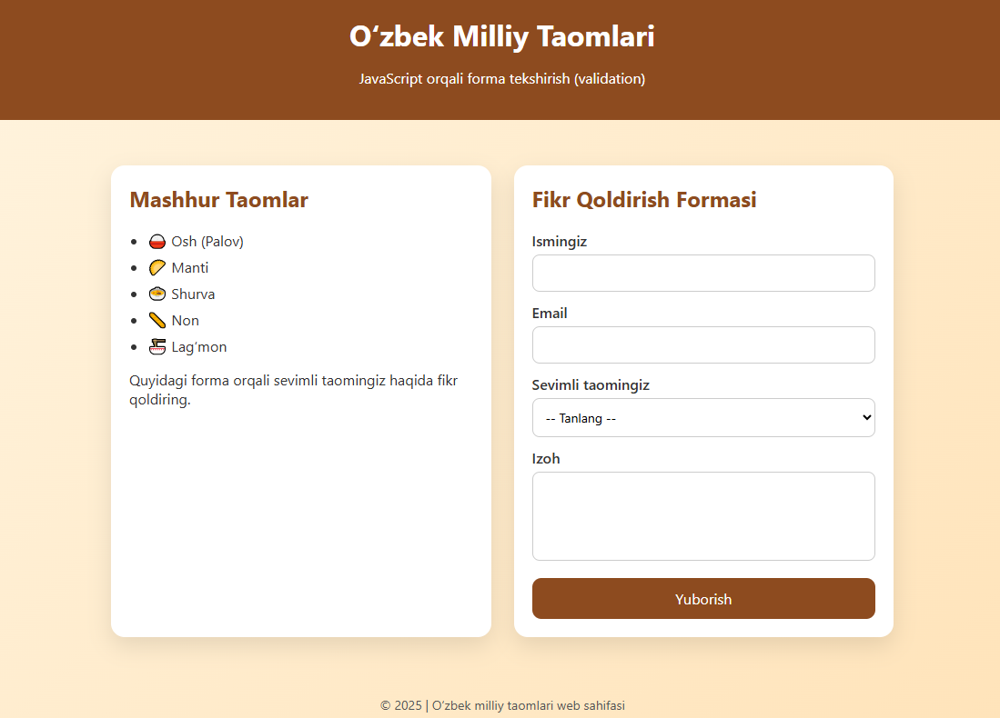 O‘zbek Milliy Taomlari
JavaScript orqali forma tekshirish (validation)
Mashhur Taomlar
Osh (Palov)
Manti
Shurva
Non
Lag‘mon
Quyidagi forma orqali sevimli taomingiz haqida fikr
qoldiring.
Fikr Qoldirish Formasi
Ismingiz
Email
Sevimli taomingiz
-- Tanlang --
Izoh
Yuborish
© 2025 | O‘zbek milliy taomlari web sahifasi